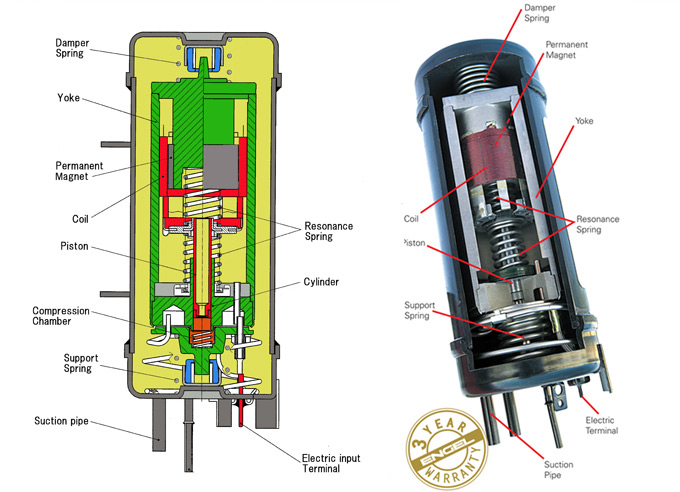 Damper
Spring
Yoke
Permanent
Magnet
Coil
Piston
Compression
Chamber
Support
Spring
Suction pipe
Resonance
Spring
Cylinder
Electric input
Terminal
Damper
Spring
Permanent
Magnet
Yoke
Coil
Resonance
Spring
Piston
Support
Spring
Electric
Terminal
Suction
Pipe
3 YEAR
ENGEL
WARRANTY